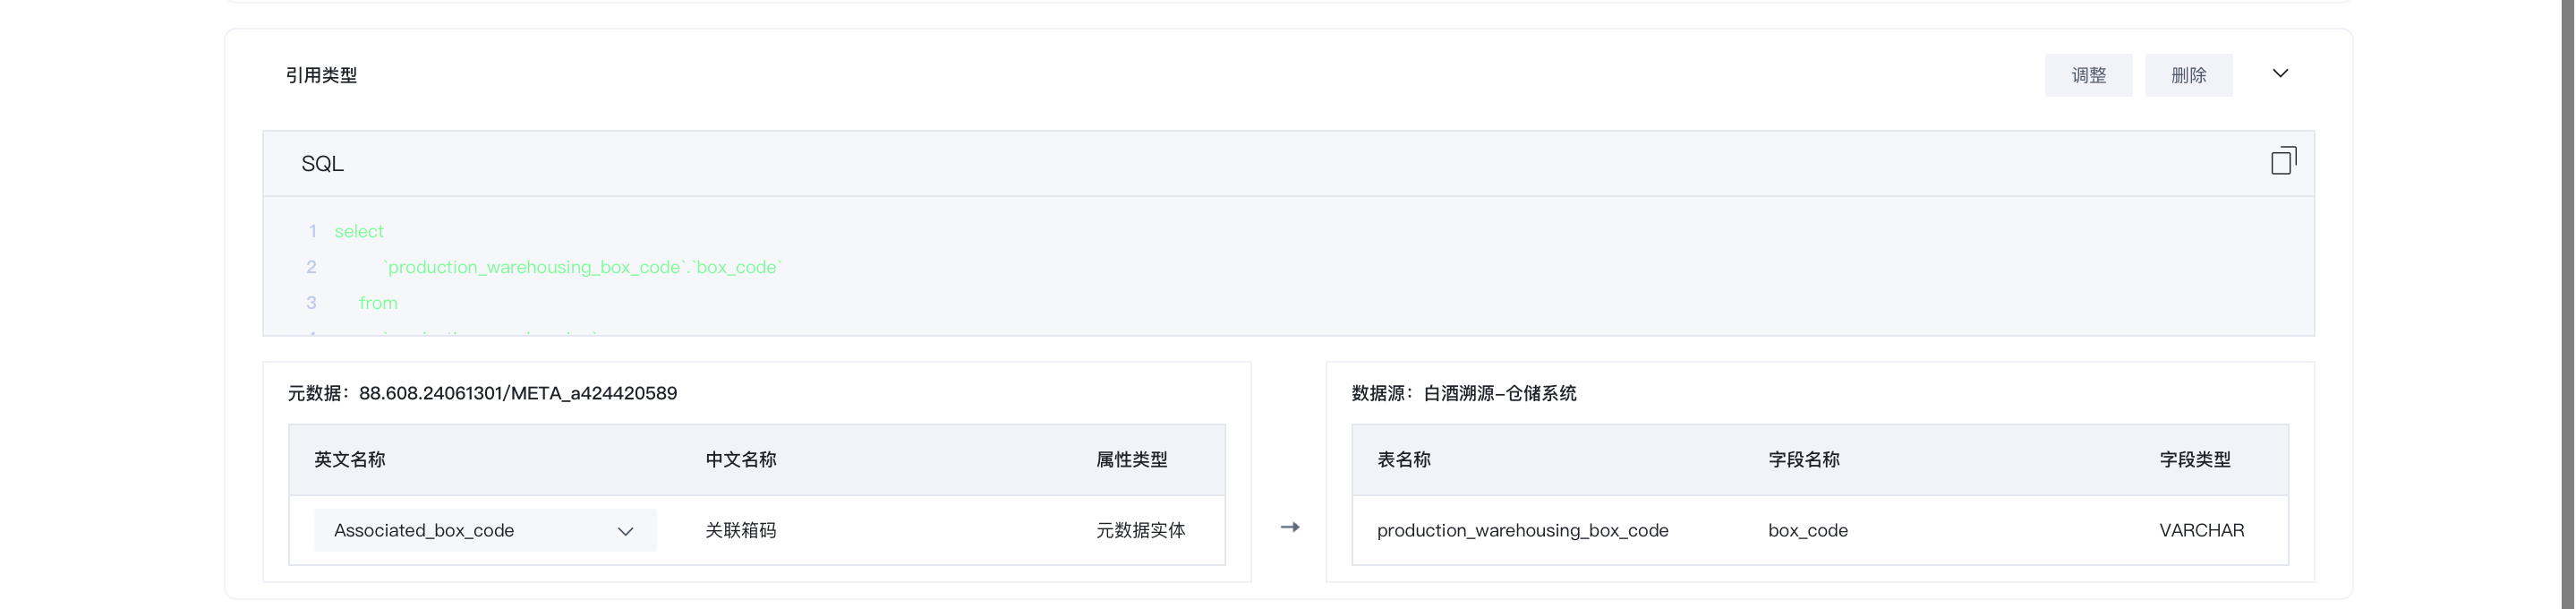 引用类型
调整
删除
SQL
1 select
2 `production_warehousing_box_code`.`box_code`
3 from
元数据：88.608.24061301/META_a424420589
数据源：白酒溯源-仓储系统
英文名称 中文名称 属性类型
表名称 字段名称 字段类型
Associated_box_code 关联箱码 元数据实体
production_warehousing_box_code box_code VARCHAR